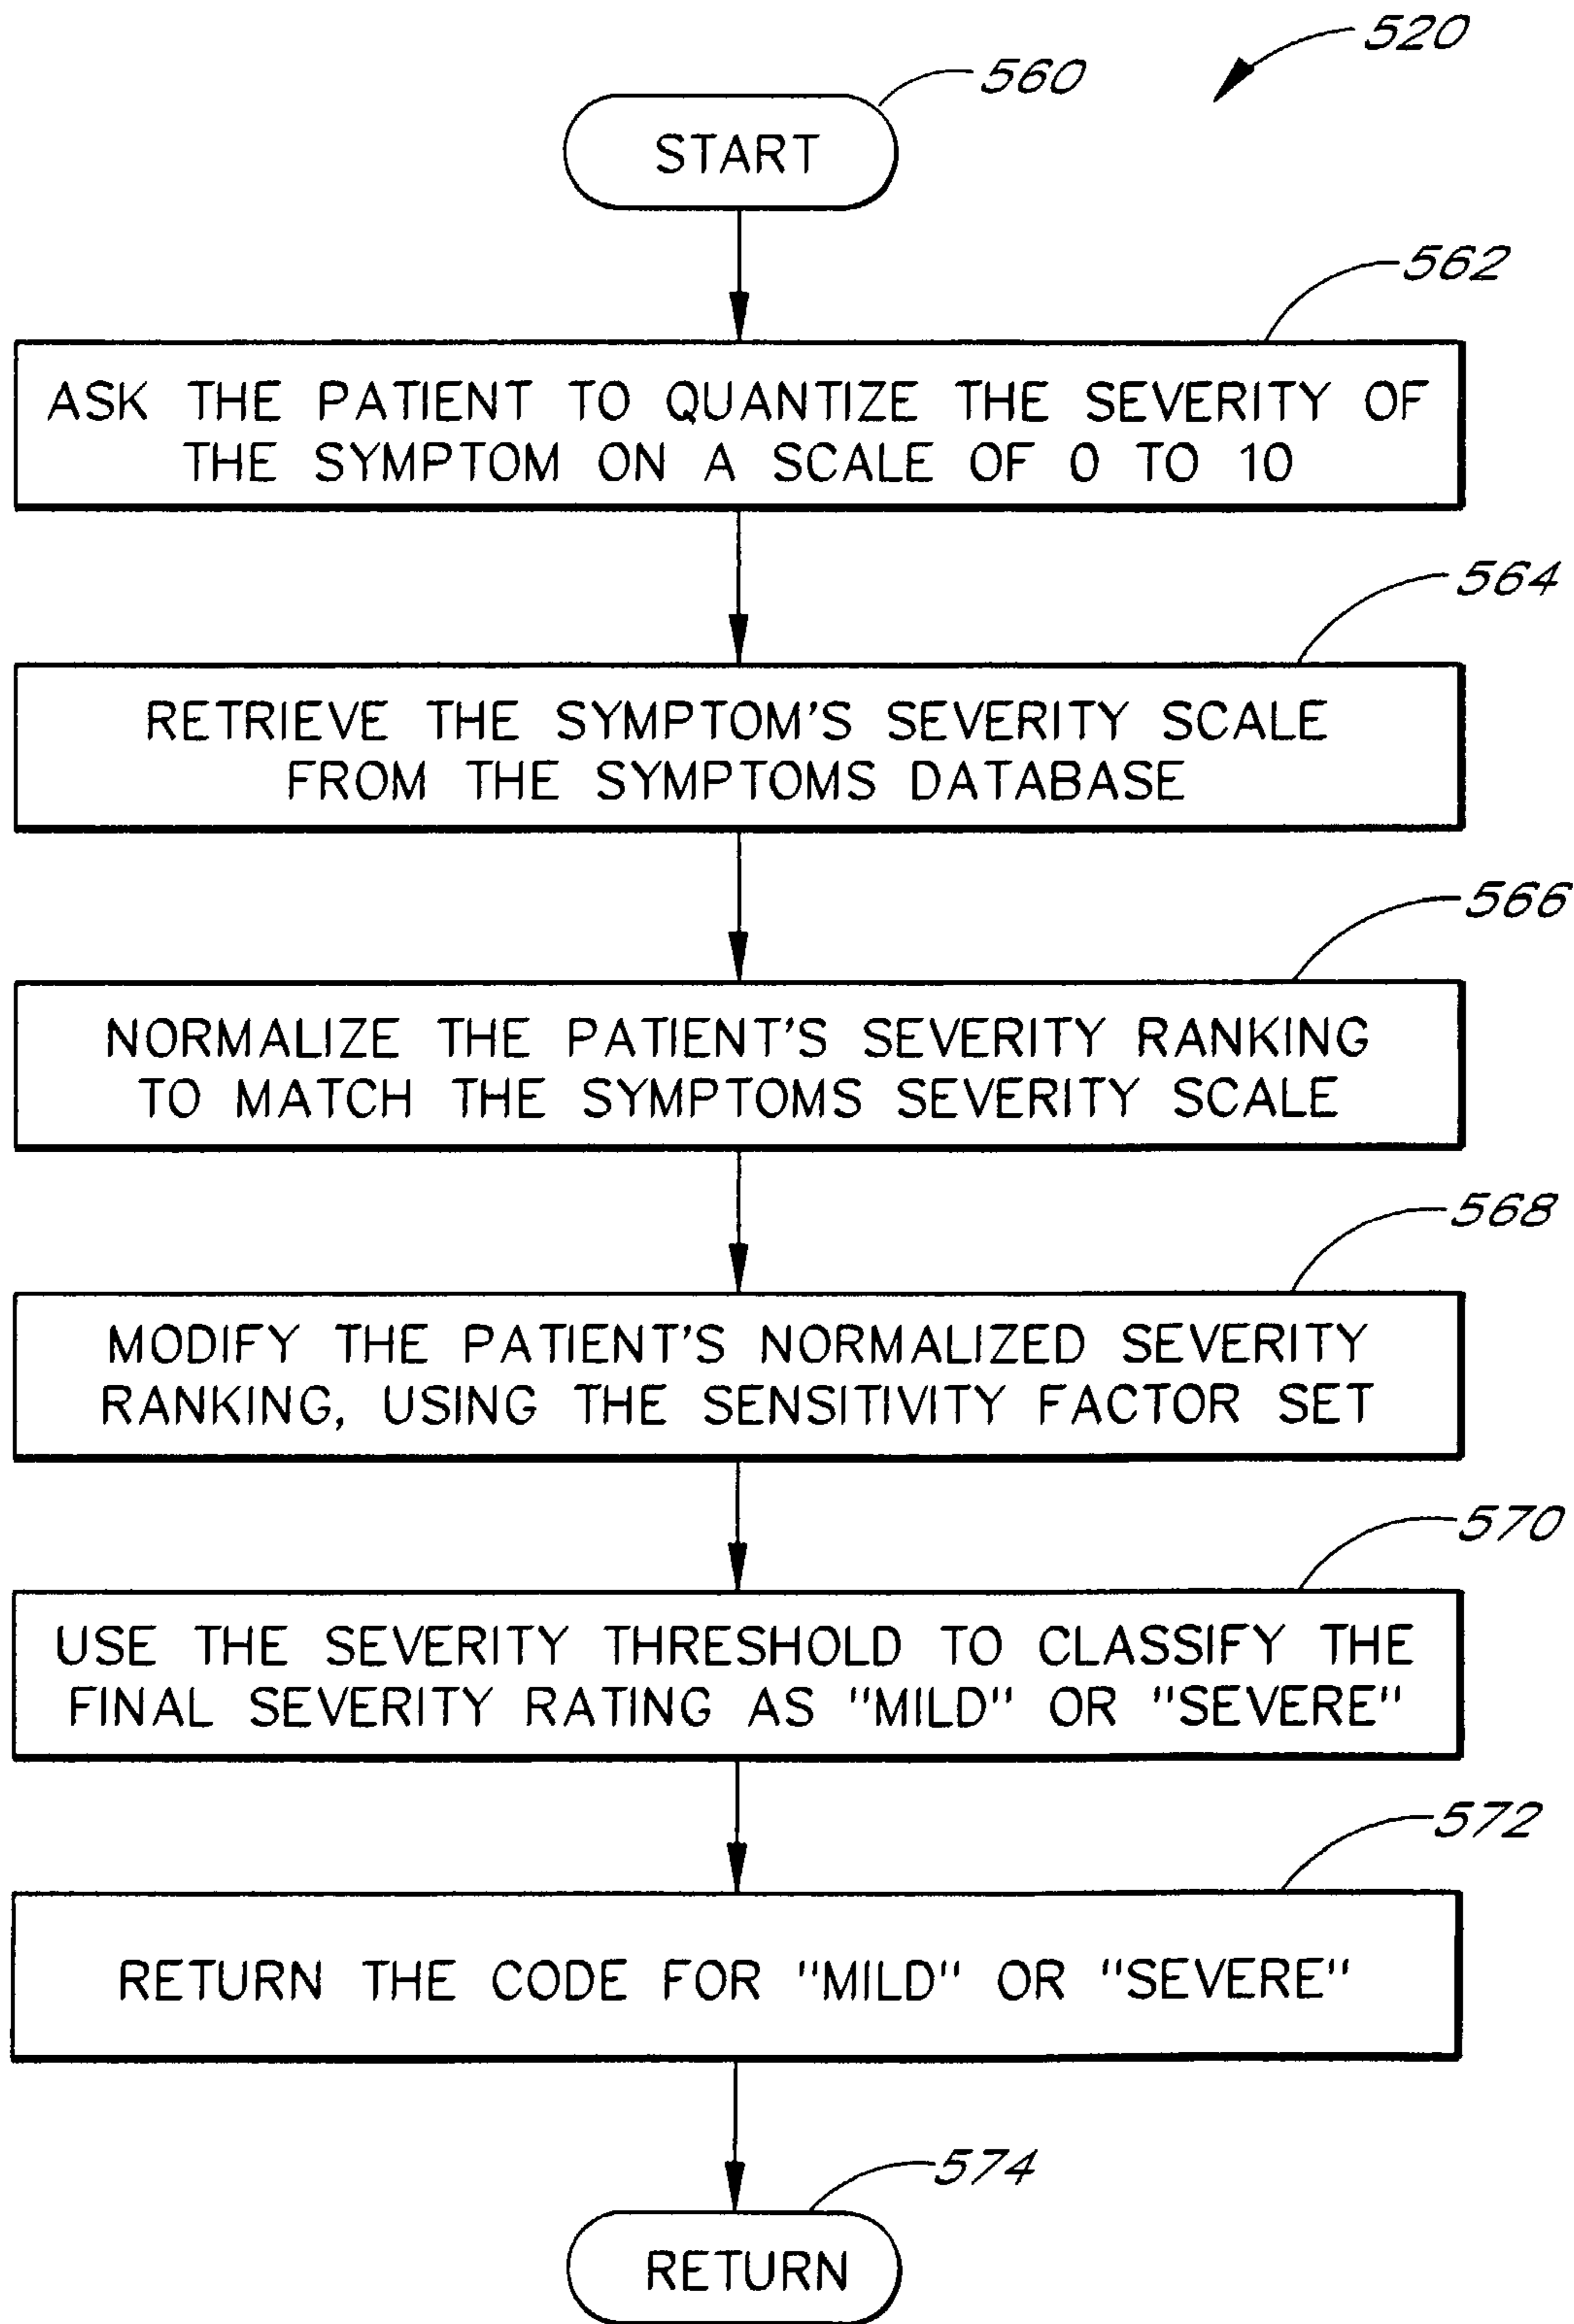 520
560
START
562
ASK THE PATIENT TO QUANTIZE THE SEVERITY OF
THE SYMPTOM ON A SCALE OF 0 TO 10
564
RETRIEVE THE SYMPTOM'S SEVERITY SCALE
FROM THE SYMPTOMS DATABASE
566
NORMALIZE THE PATIENT'S SEVERITY RANKING
TO MATCH THE SYMPTOMS SEVERITY SCALE
568
MODIFY THE PATIENT'S NORMALIZED SEVERITY
RANKING, USING THE SENSITIVITY FACTOR SET
570
USE THE SEVERITY THRESHOLD TO CLASSIFY THE
FINAL SEVERITY RATING AS "MILD" OR "SEVERE"
572
RETURN THE CODE FOR "MILD" OR "SEVERE"
574
RETURN